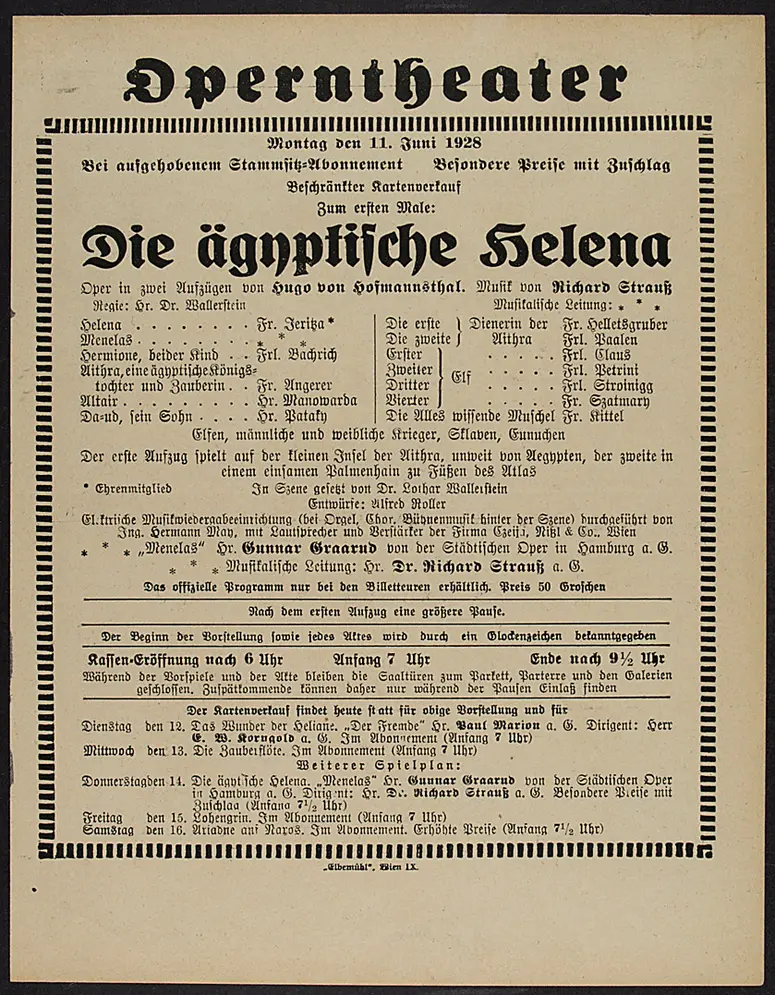 Operntheater
Montag den 11. Juni 1928
Bei aufgehobenem Stammsitz=Abonnement Besondere Preise mit Zuschlag
Beschränkter Kartenverkauf
Zum ersten Male:
Die ägyptische Helena
Oper in zwei Aufzügen von Hugo von Hofmannsthal. Musik von Richard Strauß
Regie: Hr. Dr. Wallerstein Musikalische Leitung: * * *
Helena . . . . . . . . Fr. Jeritza *
Menelas . . . . . . . . * * *
Hermione, beider Kind . . Frl. Bachrich
Aithra, eine ägyptische Königs=
tochter und Zauberin . . Fr. Angerer
Altair . . . . . . . . . Hr. Manowarda
Da=ud, sein Sohn . . . . Hr. Pataky
Die erste } Dienerin der Fr. Helletsgruber
Die zweite } Aithra Frl. Paalen
Erster } . . . . . Frl. Claus
Zweiter } Elf . . . . . Frl. Petrini
Dritter } . . . . . Frl. Stroinigg
Vierter } . . . . . Fr. Szatmary
Die Alles wissende Muschel Fr. Kittel
Elfen, männliche und weibliche Krieger, Sklaven, Eunuchen
Der erste Aufzug spielt auf der kleinen Insel der Aithra, unweit von Aegypten, der zweite in
einem einsamen Palmenhain zu Füßen des Atlas
* Ehrenmitglied In Szene gesetzt von Dr. Lothar Wallerstein
Entwürfe: Alfred Roller
Elektrische Musikwiedergabeeinrichtung (bei Orgel, Chor, Bühnenmusik hinter der Szene) durchgeführt von
Ing. Hermann May, mit Lautsprecher und Verstärker der Firma Czeija, Nißl & Co., Wien
* * * „Menelas“ Hr. Gunnar Graarud von der Städtischen Oper in Hamburg a. G.
* * * Musikalische Leitung: Hr. Dr. Richard Strauß a. G.
Das offizielle Programm nur bei den Billetteuren erhältlich. Preis 50 Groschen
Nach dem ersten Aufzug eine größere Pause.
Der Beginn der Vorstellung sowie jedes Aktes wird durch ein Glockenzeichen bekanntgegeben
Kassen=Eröffnung nach 6 Uhr Anfang 7 Uhr Ende nach 9½ Uhr
Während der Vorspiele und der Akte bleiben die Saaltüren zum Parkett, Parterre und den Galerien
geschlossen. Zuspätkommende können daher nur während der Pausen Einlaß finden
Der Kartenverkauf findet heute statt für obige Vorstellung und für
Dienstag den 12. Das Wunder der Heliane. „Der Fremde“ Hr. Paul Marion a. G. Dirigent: Herr
E. W. Korngold a. G. Im Abonnement (Anfang 7 Uhr)
Mittwoch den 13. Die Zauberflöte. Im Abonnement (Anfang 7 Uhr)
Weiterer Spielplan:
Donnerstag den 14. Die ägyptische Helena. „Menelas“ Hr. Gunnar Graarud von der Städtischen Oper
in Hamburg a. G. Dirigent: Hr. Dr. Richard Strauß a. G. Besondere Preise mit
Zuschlag (Anfang 7½ Uhr)
Freitag den 15. Lohengrin. Im Abonnement (Anfang 7 Uhr)
Samstag den 16. Ariadne auf Naxos. Im Abonnement. Erhöhte Preise (Anfang 7½ Uhr)
„Elbemühl“, Wien IX.